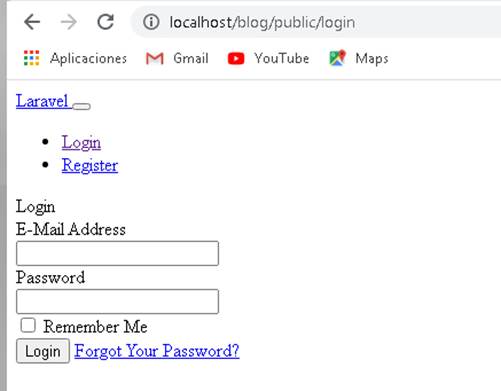 localhost/blog/public/login
Aplicaciones Gmail YouTube Maps
Laravel
Login
Register
Login
E-Mail Address
Password
Remember Me
Login Forgot Your Password?